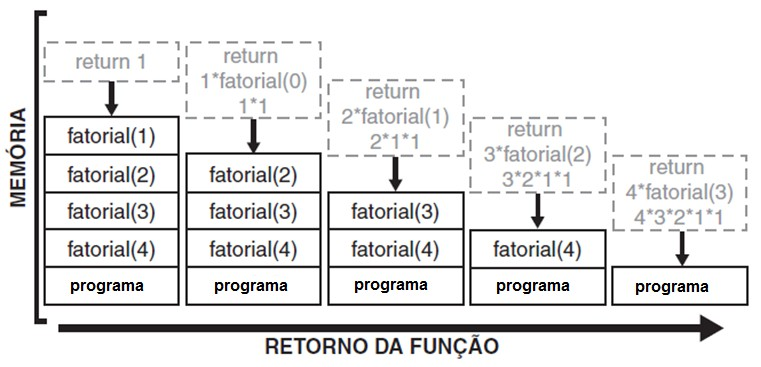 MEMÓRIA
return 1
fatorial(1)
fatorial(2)
fatorial(3)
fatorial(4)
programa
return
1*fatorial(0)
1*1
fatorial(2)
fatorial(3)
fatorial(4)
programa
return
2*fatorial(1)
2*1*1
fatorial(3)
fatorial(4)
programa
return
3*fatorial(2)
3*2*1*1
fatorial(4)
programa
return
4*fatorial(3)
4*3*2*1*1
programa
RETORNO DA FUNÇÃO